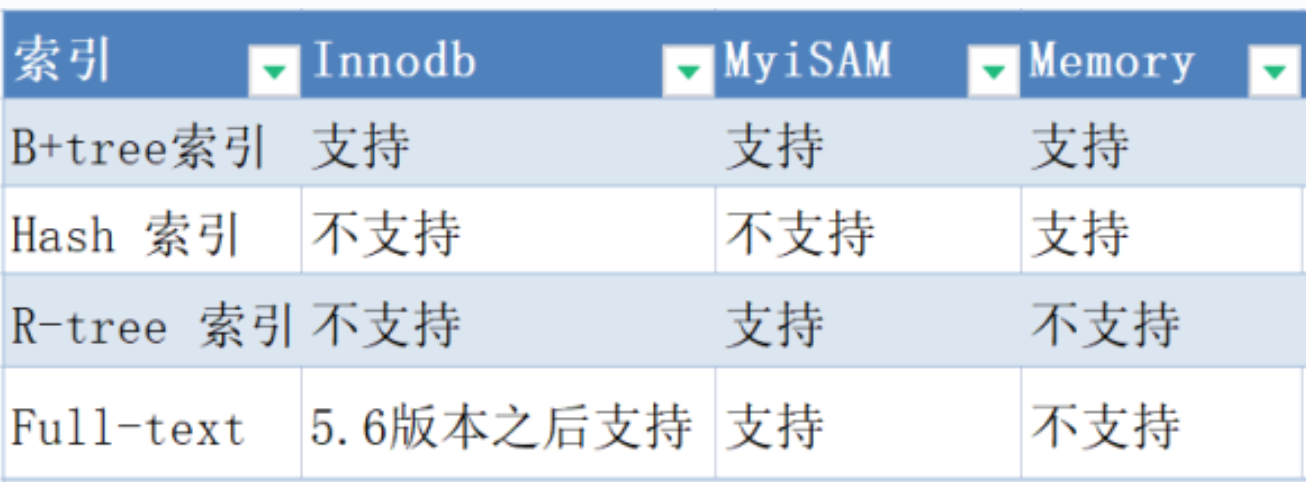 索引 Innodb MyiSAM Memory
B+tree索引 支持 支持 支持
Hash 索引 不支持 不支持 支持
R-tree 索引 不支持 支持 不支持
Full-text 5.6版本之后支持 支持 不支持